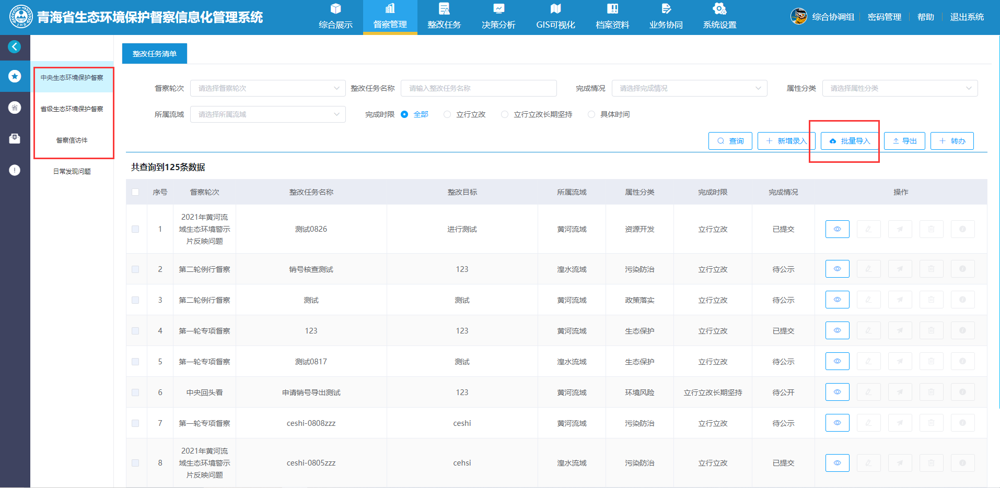 青海省生态环境保护督察信息化管理系统
综合展示
督察管理
整改任务
决策分析
GIS可视化
档案资料
业务协同
系统设置
综合协调组
密码管理
帮助
退出系统
ZHB
省
中央生态环境保护督察
省级生态环境保护督察
督察信访件
日常发现问题
整改任务清单
督察轮次 请选择督察轮次
整改任务名称 请输入整改任务名称
完成情况 请选择完成情况
属性分类 请选择属性分类
所属流域 请选择所属流域
完成时限 全部 立行立改 立行立改长期坚持 具体时间
查询
新增录入
批量导入
导出
转办
共查询到125条数据
序号 督察轮次 整改任务名称 整改目标 所属流域 属性分类 完成时限 完成情况 操作
1 2021年黄河流
域生态环境警示
片反映问题 测试0826 进行测试 黄河流域 资源开发 立行立改 已提交
2 第二轮例行督察 销号核查测试 123 湟水流域 污染防治 立行立改 待公示
3 第二轮例行督察 测试 测试 黄河流域 政策落实 立行立改 待公示
4 第一轮专项督察 123 123 黄河流域 生态保护 立行立改 已提交
5 第一轮专项督察 测试0817 测试 湟水流域 生态保护 立行立改 待公示
6 中央回头看 申请销号导出测试 123 黄河流域 环境风险 立行立改长期坚持 待公开
7 第一轮专项督察 ceshi-0808zzz ceshi 黄河流域 污染防治 立行立改 待公示
8 2021年黄河流
域生态环境警示
片反映问题 ceshi-0805zzz cehsi 湟水流域 污染防治 立行立改 已提交